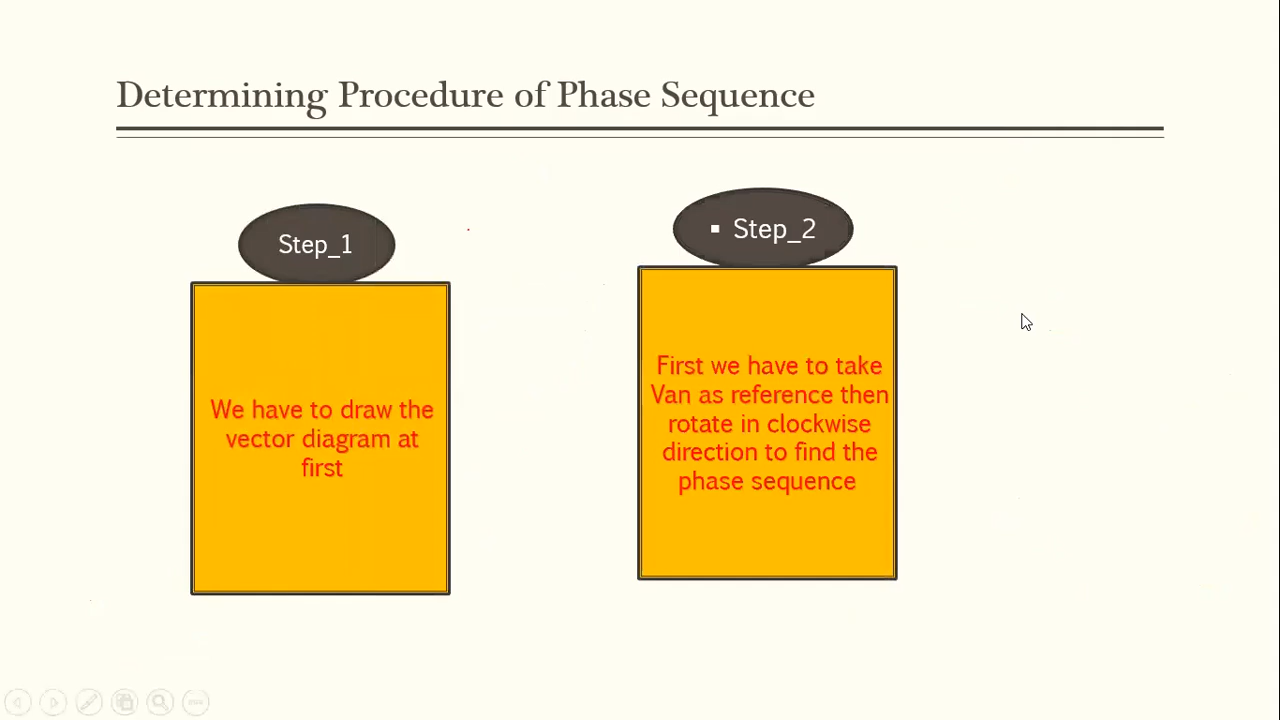 Determining Procedure of Phase Sequence
Step_1
We have to draw the
vector diagram at
first
▪ Step_2
First we have to take
Van as reference then
rotate in clockwise
direction to find the
phase sequence